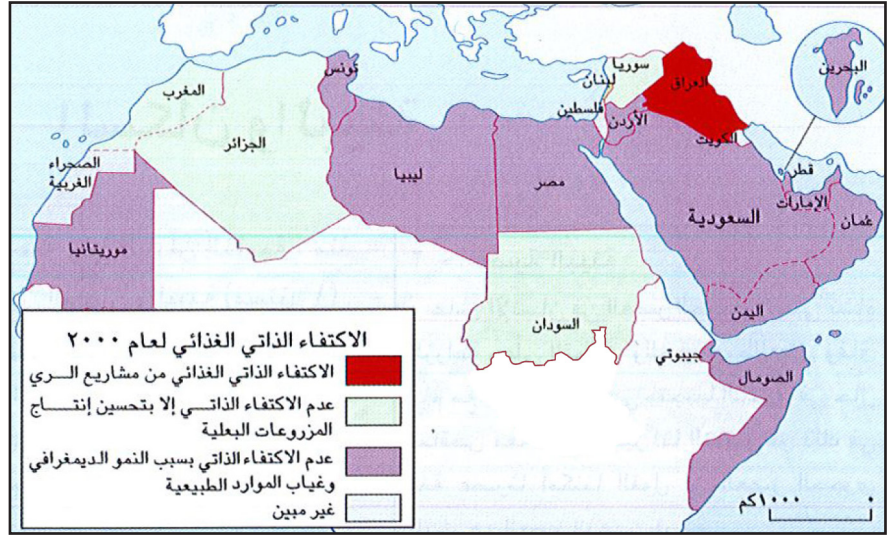 تونس
سوريا
لبنان
العراق
البحرين
المغرب
فلسطين
الأردن
الكويت
الجزائر
الصحراء
الغربية
ليبيا
مصر
قطر
الإمارات
السعودية
عُمان
موريتانيا
اليمن
السودان
جيبوتي
الصومال
الاكتفاء الذاتي الغذائي لعام ٢٠٠٠
الاكتفاء الذاتي الغذائي من مشاريع الري
عدم الاكتفاء الذاتي إلا بتحسين إنتاج
المزروعات البعلية
عدم الاكتفاء الذاتي بسبب النمو الديمغرافي
وغياب الموارد الطبيعية
غير مبين
٠ ١٠٠٠كم